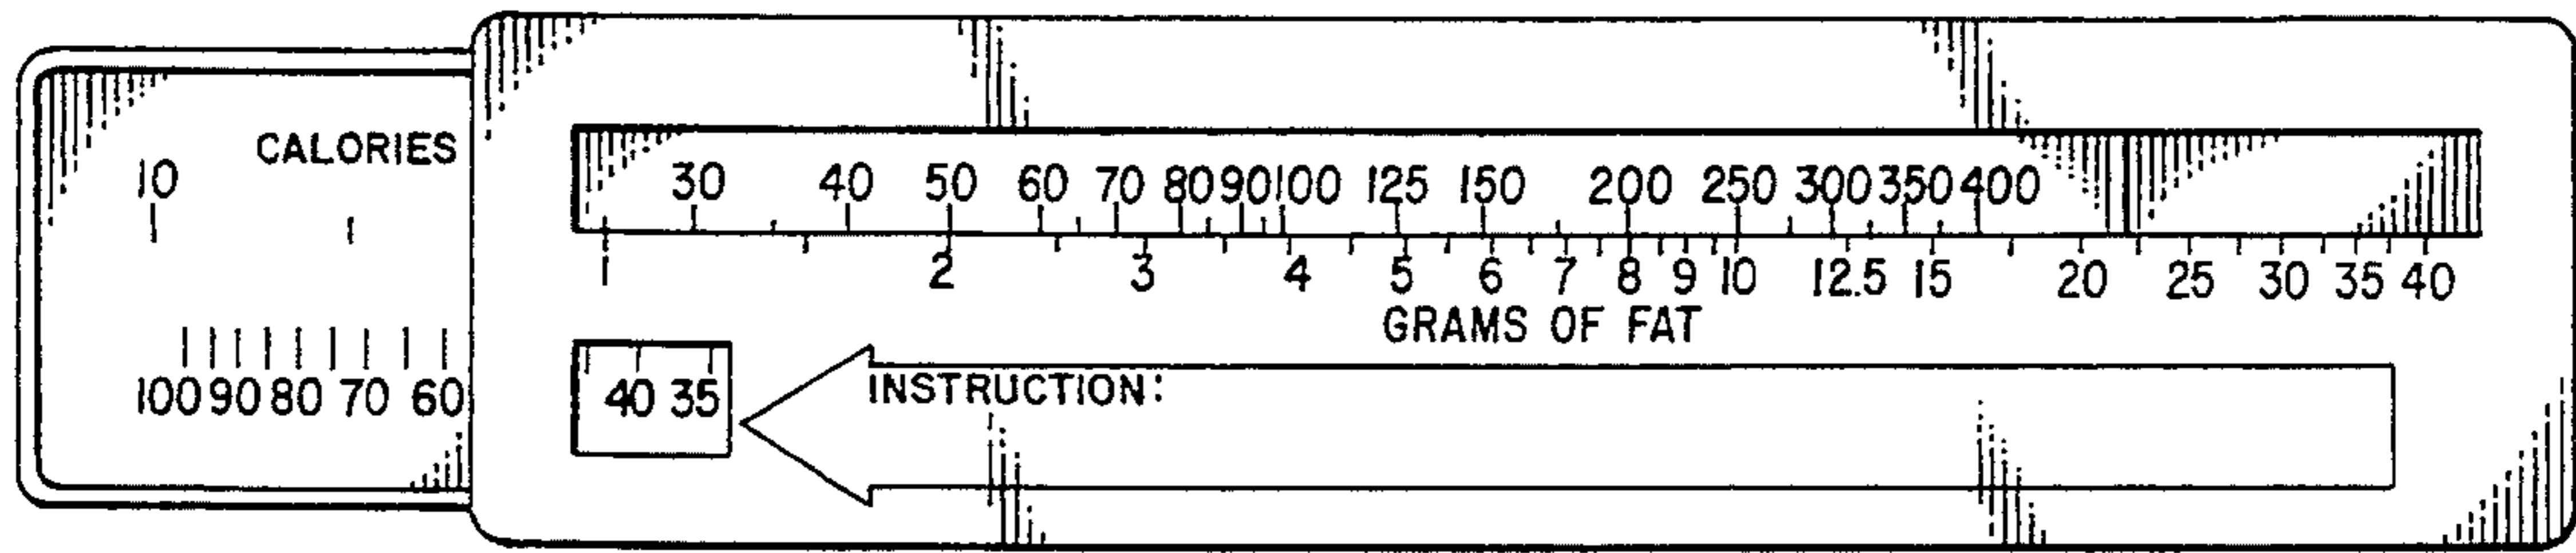 CALORIES
10
30 40 50 60 70 80 90 100 125 150 200 250 300 350 400
1 2 3 4 5 6 7 8 9 10 12.5 15 20 25 30 35 40
GRAMS OF FAT
100 90 80 70 60
40 35
INSTRUCTION: